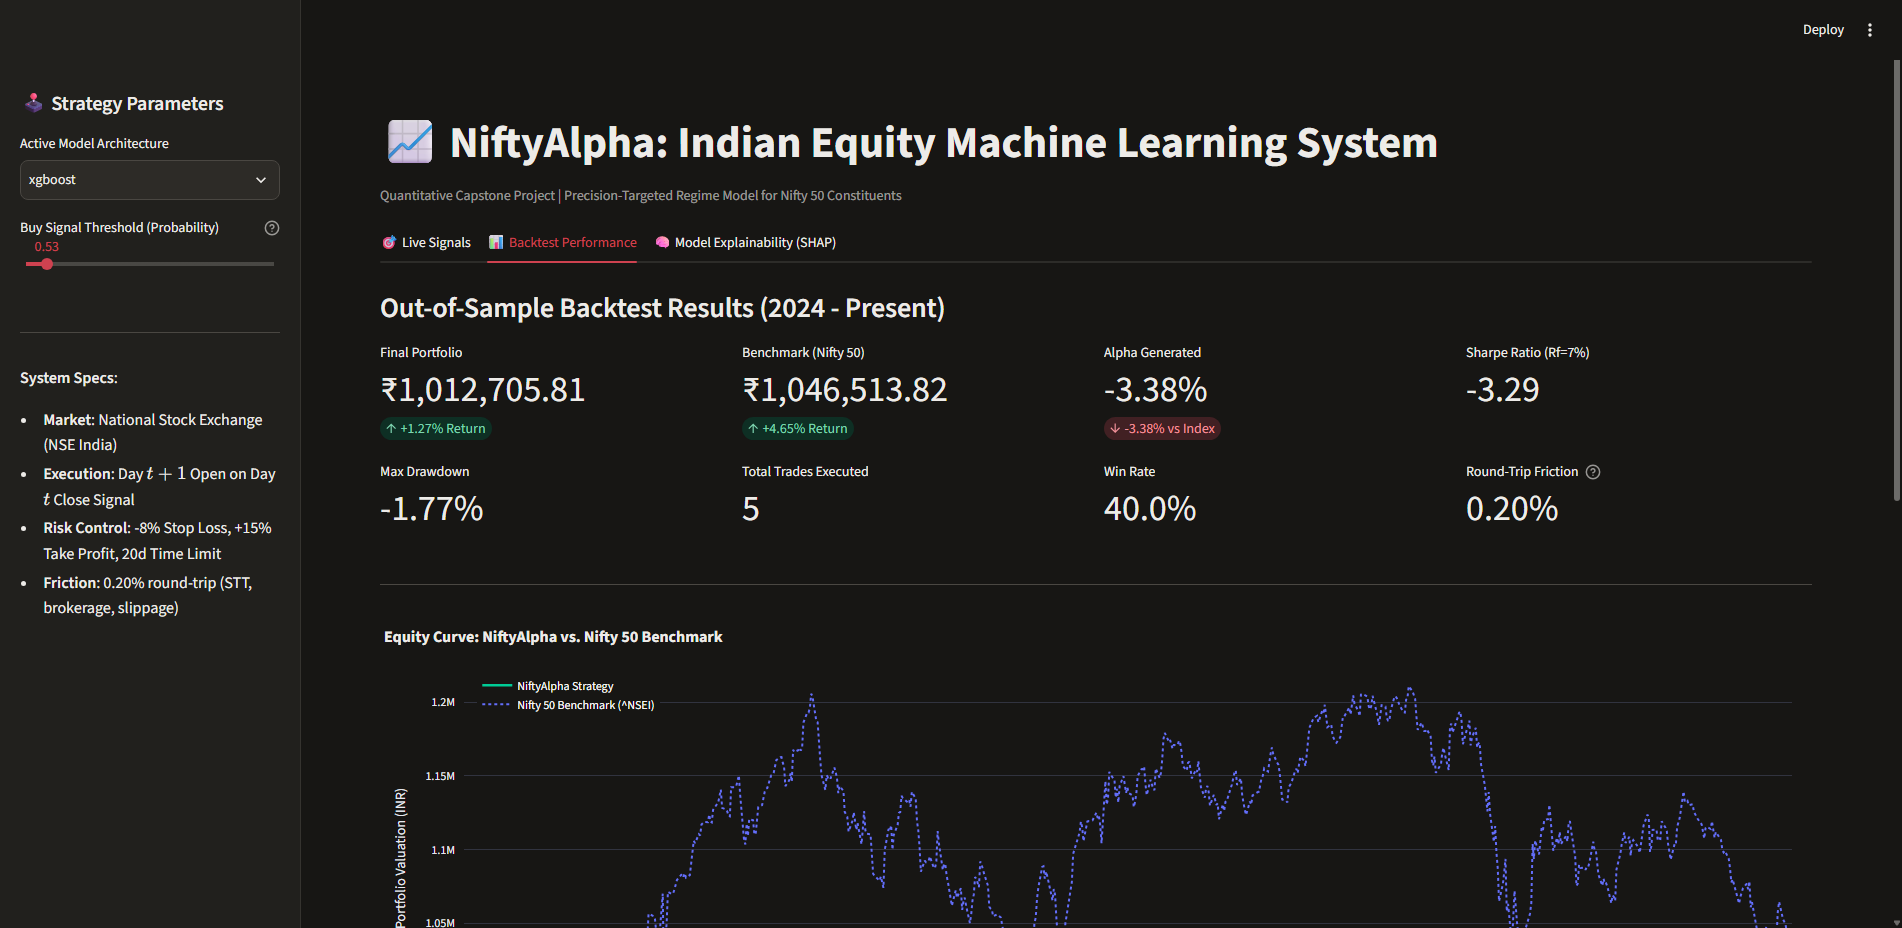 Deploy
Strategy Parameters
Active Model Architecture
xgboost
Buy Signal Threshold (Probability)
0.53
System Specs:
Market: National Stock Exchange
(NSE India)
Execution: Day t + 1 Open on Day
t Close Signal
Risk Control: -8% Stop Loss, +15%
Take Profit, 20d Time Limit
Friction: 0.20% round-trip (STT,
brokerage, slippage)
NiftyAlpha: Indian Equity Machine Learning System
Quantitative Capstone Project | Precision-Targeted Regime Model for Nifty 50 Constituents
Live Signals
Backtest Performance
Model Explainability (SHAP)
Out-of-Sample Backtest Results (2024 - Present)
Final Portfolio
₹1,012,705.81
↑ +1.27% Return
Benchmark (Nifty 50)
₹1,046,513.82
↑ +4.65% Return
Alpha Generated
-3.38%
↓ -3.38% vs Index
Sharpe Ratio (Rf=7%)
-3.29
Max Drawdown
-1.77%
Total Trades Executed
5
Win Rate
40.0%
Round-Trip Friction
0.20%
Equity Curve: NiftyAlpha vs. Nifty 50 Benchmark
NiftyAlpha Strategy
Nifty 50 Benchmark (^NSEI)
1.2M
1.15M
1.1M
1.05M
Portfolio Valuation (INR)